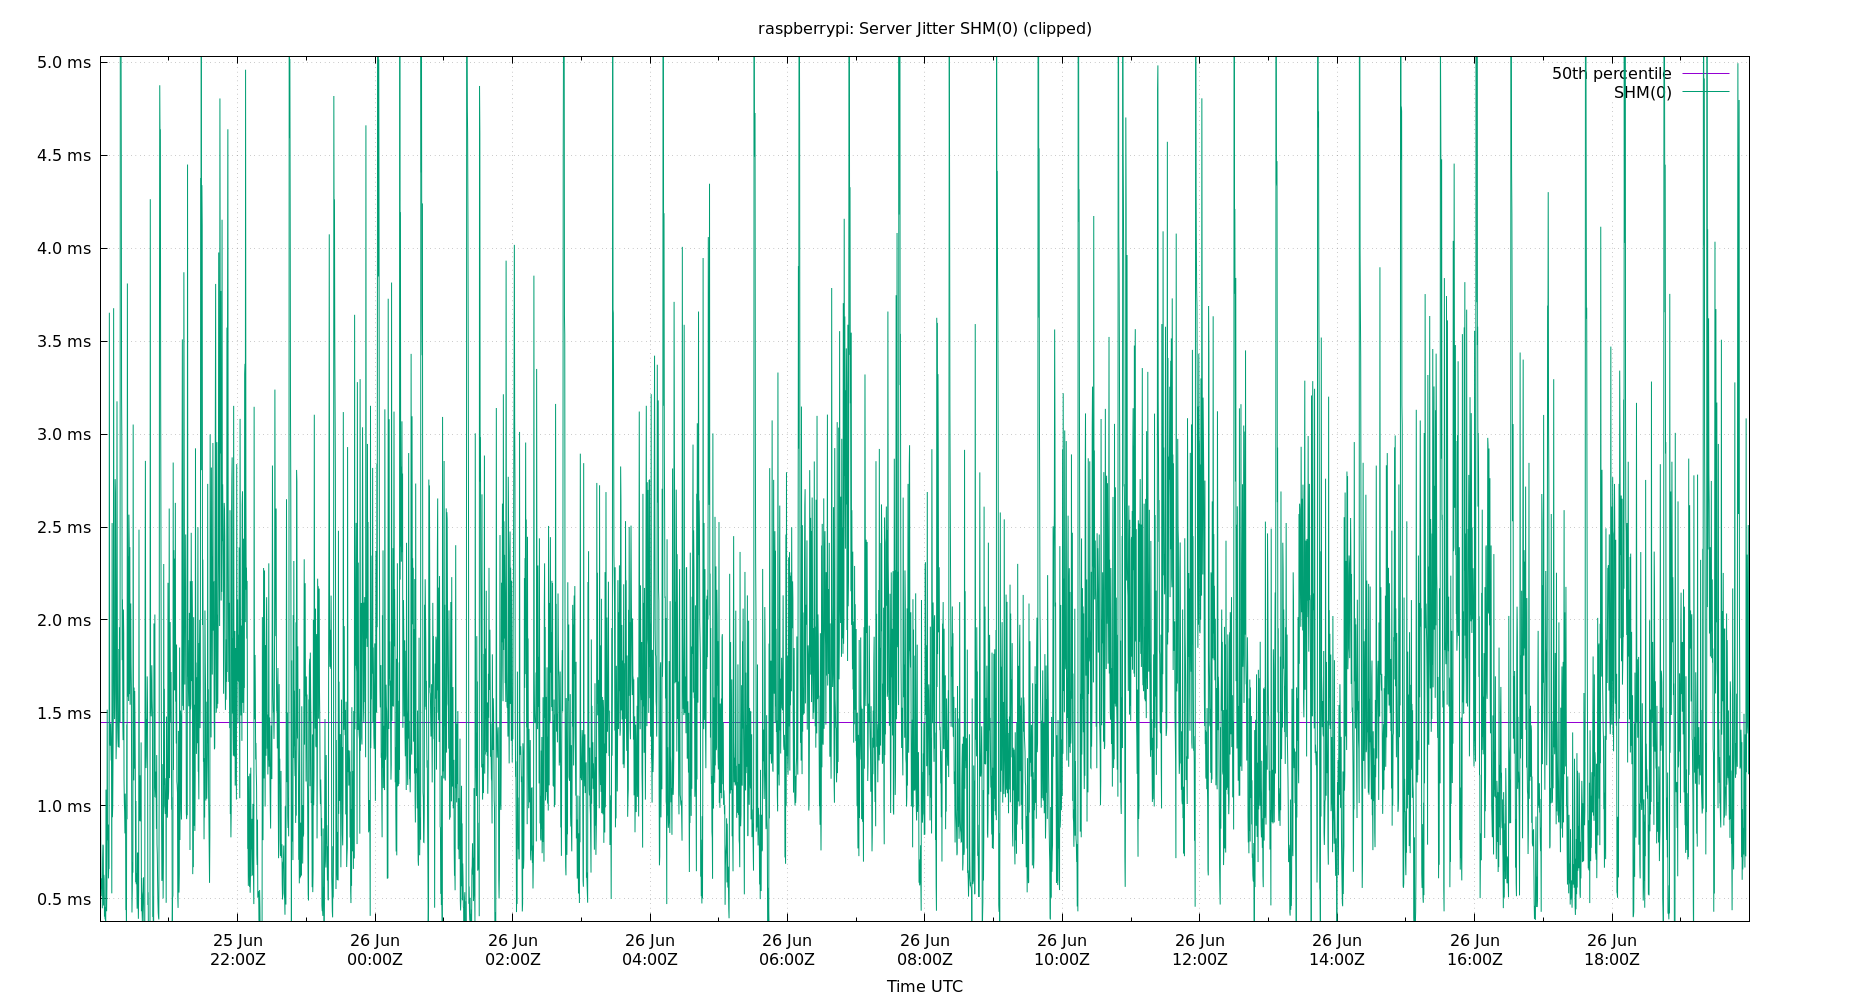 raspberrypi: Server Jitter SHM(0) (clipped)
5.0 ms
50th percentile
SHM(0)
4.5 ms
4.0 ms
3.5 ms
3.0 ms
2.5 ms
2.0 ms
1.5 ms
1.0 ms
0.5 ms
25 Jun 26 Jun 26 Jun 26 Jun 26 Jun 26 Jun 26 Jun 26 Jun 26 Jun 26 Jun 26 Jun
22:00Z 00:00Z 02:00Z 04:00Z 06:00Z 08:00Z 10:00Z 12:00Z 14:00Z 16:00Z 18:00Z
Time UTC